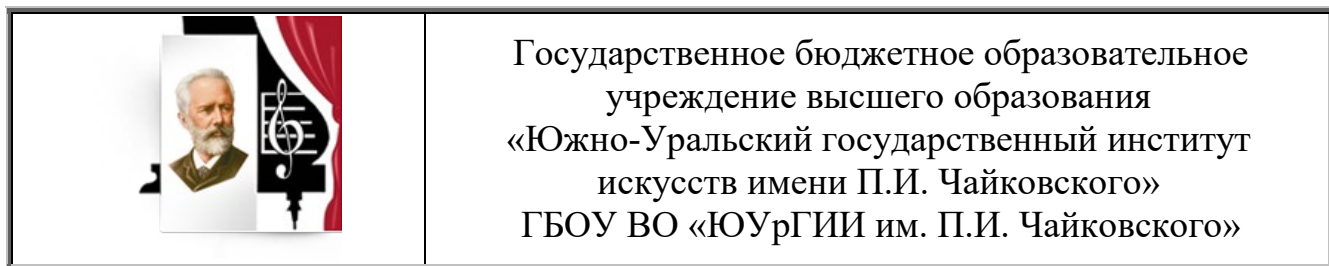 Государственное бюджетное образовательное
учреждение высшего образования
«Южно-Уральский государственный институт
искусств имени П.И. Чайковского»
ГБОУ ВО «ЮУрГИИ им. П.И. Чайковского»